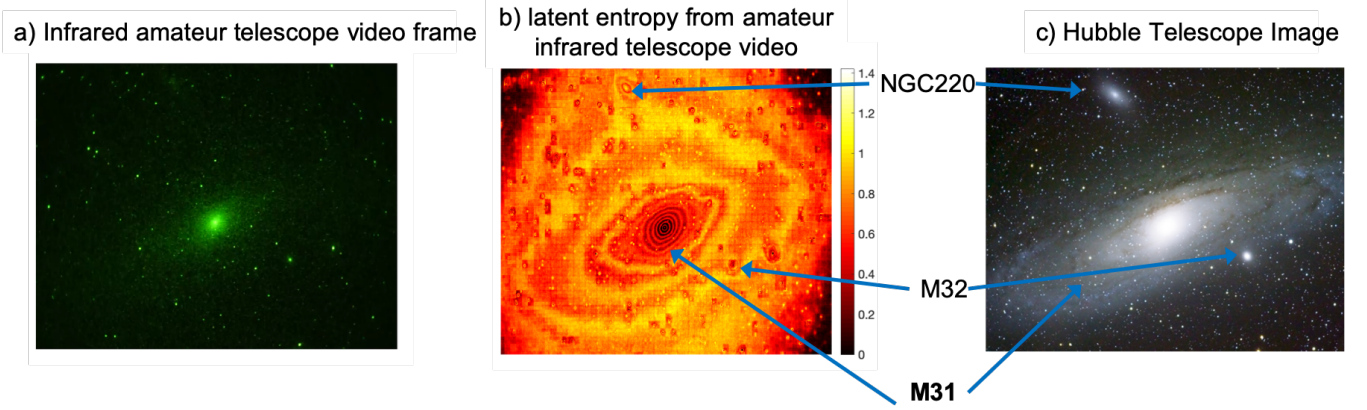 a) Infrared amateur telescope video frame
b) latent entropy from amateur
infrared telescope video
c) Hubble Telescope Image
1.4
1.2
1
0.8
0.6
0.4
0.2
0
NGC220
M32
M31